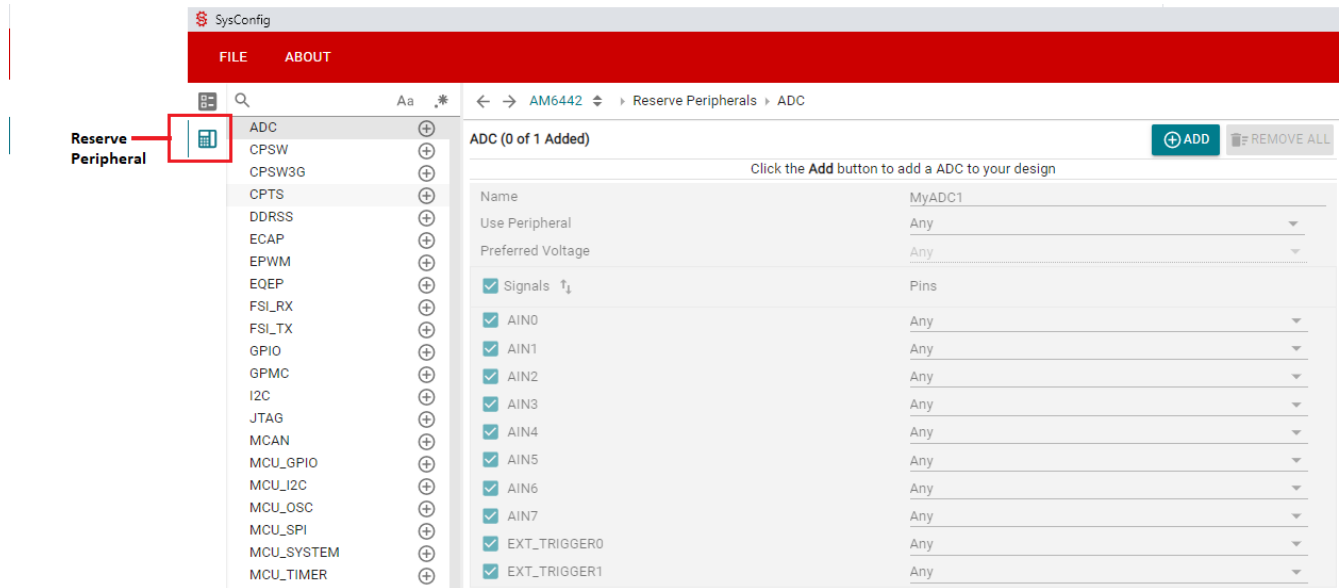 SysConfig
FILE ABOUT
Aa .*
AM6442 Reserve Peripherals ADC
Reserve
Peripheral
ADC
CPSW
CPSW3G
CPTS
DDRSS
ECAP
EPWM
EQEP
FSI_RX
FSI_TX
GPIO
GPMC
I2C
JTAG
MCAN
MCU_GPIO
MCU_I2C
MCU_OSC
MCU_SPI
MCU_SYSTEM
MCU_TIMER
ADC (0 of 1 Added) ADD REMOVE ALL
Click the Add button to add a ADC to your design
Name MyADC1
Use Peripheral Any
Preferred Voltage Any
Signals Pins
AIN0 Any
AIN1 Any
AIN2 Any
AIN3 Any
AIN4 Any
AIN5 Any
AIN6 Any
AIN7 Any
EXT_TRIGGER0 Any
EXT_TRIGGER1 Any